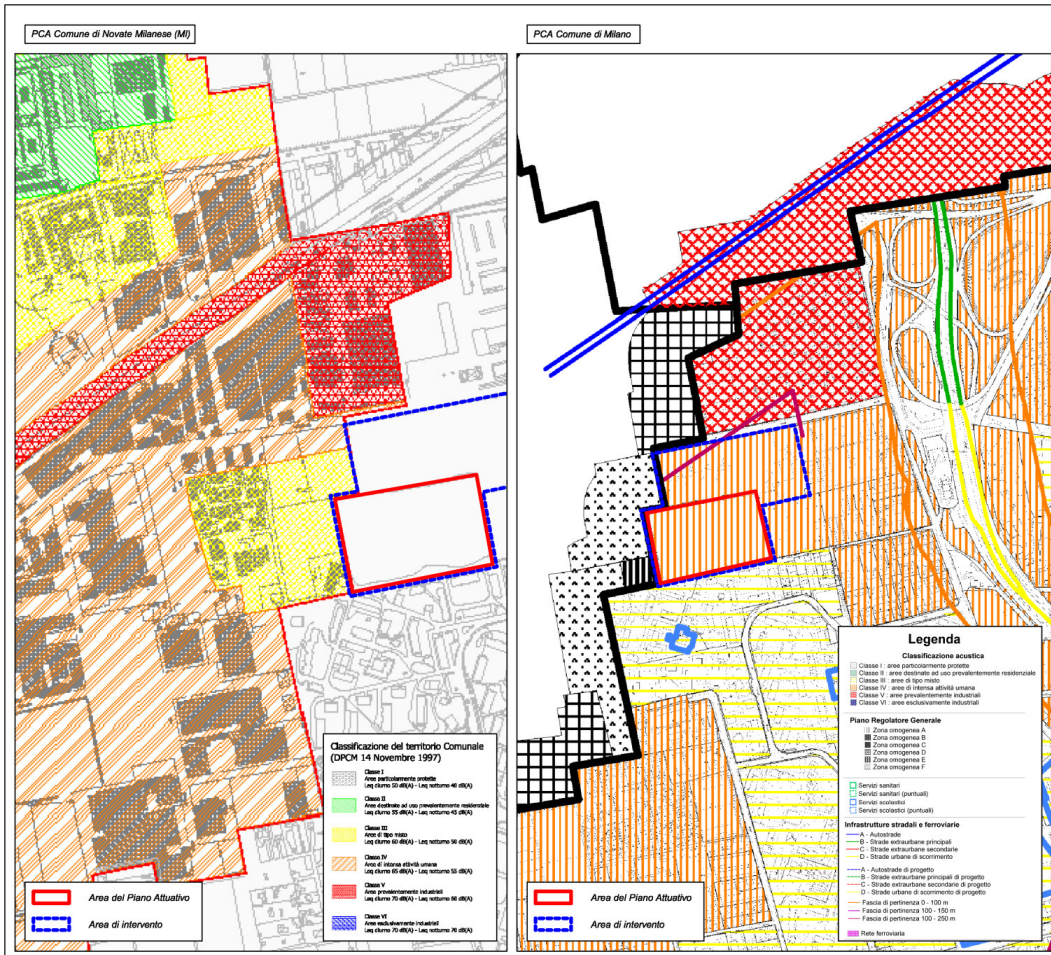 PCA Comune di Novate Milanese (MI)
PCA Comune di Milano
Classificazione del territorio Comunale
(DPCM 14 Novembre 1997)
Classe I
Aree particolarmente protette
Leq diurno 50 dB(A) - Leq notturno 40 dB(A)
Classe II
Aree destinate ad uso prevalentemente residenziale
Leq diurno 55 dB(A) - Leq notturno 45 dB(A)
Classe III
Aree di tipo misto
Leq diurno 60 dB(A) - Leq notturno 50 dB(A)
Classe IV
Aree di intensa attività umana
Leq diurno 65 dB(A) - Leq notturno 55 dB(A)
Classe V
Aree prevalentemente industriali
Leq diurno 70 dB(A) - Leq notturno 60 dB(A)
Classe VI
Aree esclusivamente industriali
Leq diurno 70 dB(A) - Leq notturno 70 dB(A)
Area del Piano Attuativo
Area di intervento
Legenda
Classificazione acustica
Classe I : aree particolarmente protette
Classe II : aree destinate ad uso prevalentemente residenziale
Classe III : aree di tipo misto
Classe IV : aree di intensa attività umana
Classe V : aree prevalentemente industriali
Classe VI : aree esclusivamente industriali
Piano Regolatore Generale
Zona omogenea A
Zona omogenea B
Zona omogenea C
Zona omogenea D
Zona omogenea E
Zona omogenea F
Servizi sanitari
Servizi sanitari (puntuali)
Servizi scolastici
Servizi scolastici (puntuali)
Infrastrutture stradali e ferroviarie
A - Autostrade
B - Strade extraurbane principali
C - Strade extraurbane secondarie
D - Strade urbane di scorrimento
A - Autostrade di progetto
B - Strade extraurbane principali di progetto
C - Strade extraurbane secondarie di progetto
D - Strade urbane di scorrimento di progetto
Fascia di pertinenza 0 - 100 m
Fascia di pertinenza 100 - 150 m
Fascia di pertinenza 100 - 250 m
Rete ferroviaria
Area del Piano Attuativo
Area di intervento